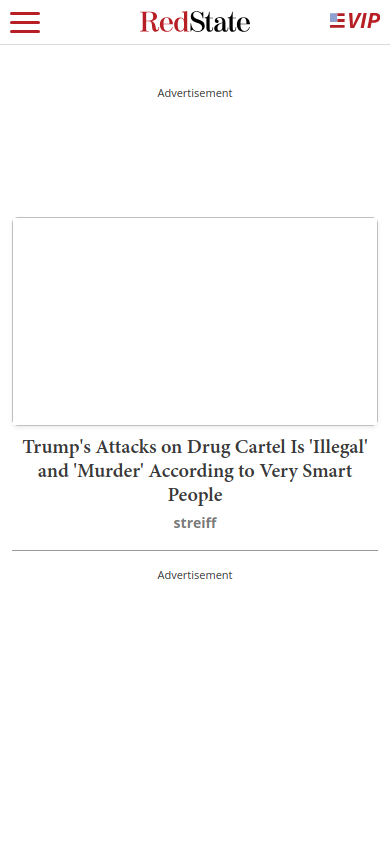 RedState
VIP
Advertisement
Trump's Attacks on Drug Cartel Is 'Illegal'
and 'Murder' According to Very Smart
People
streiff
Advertisement